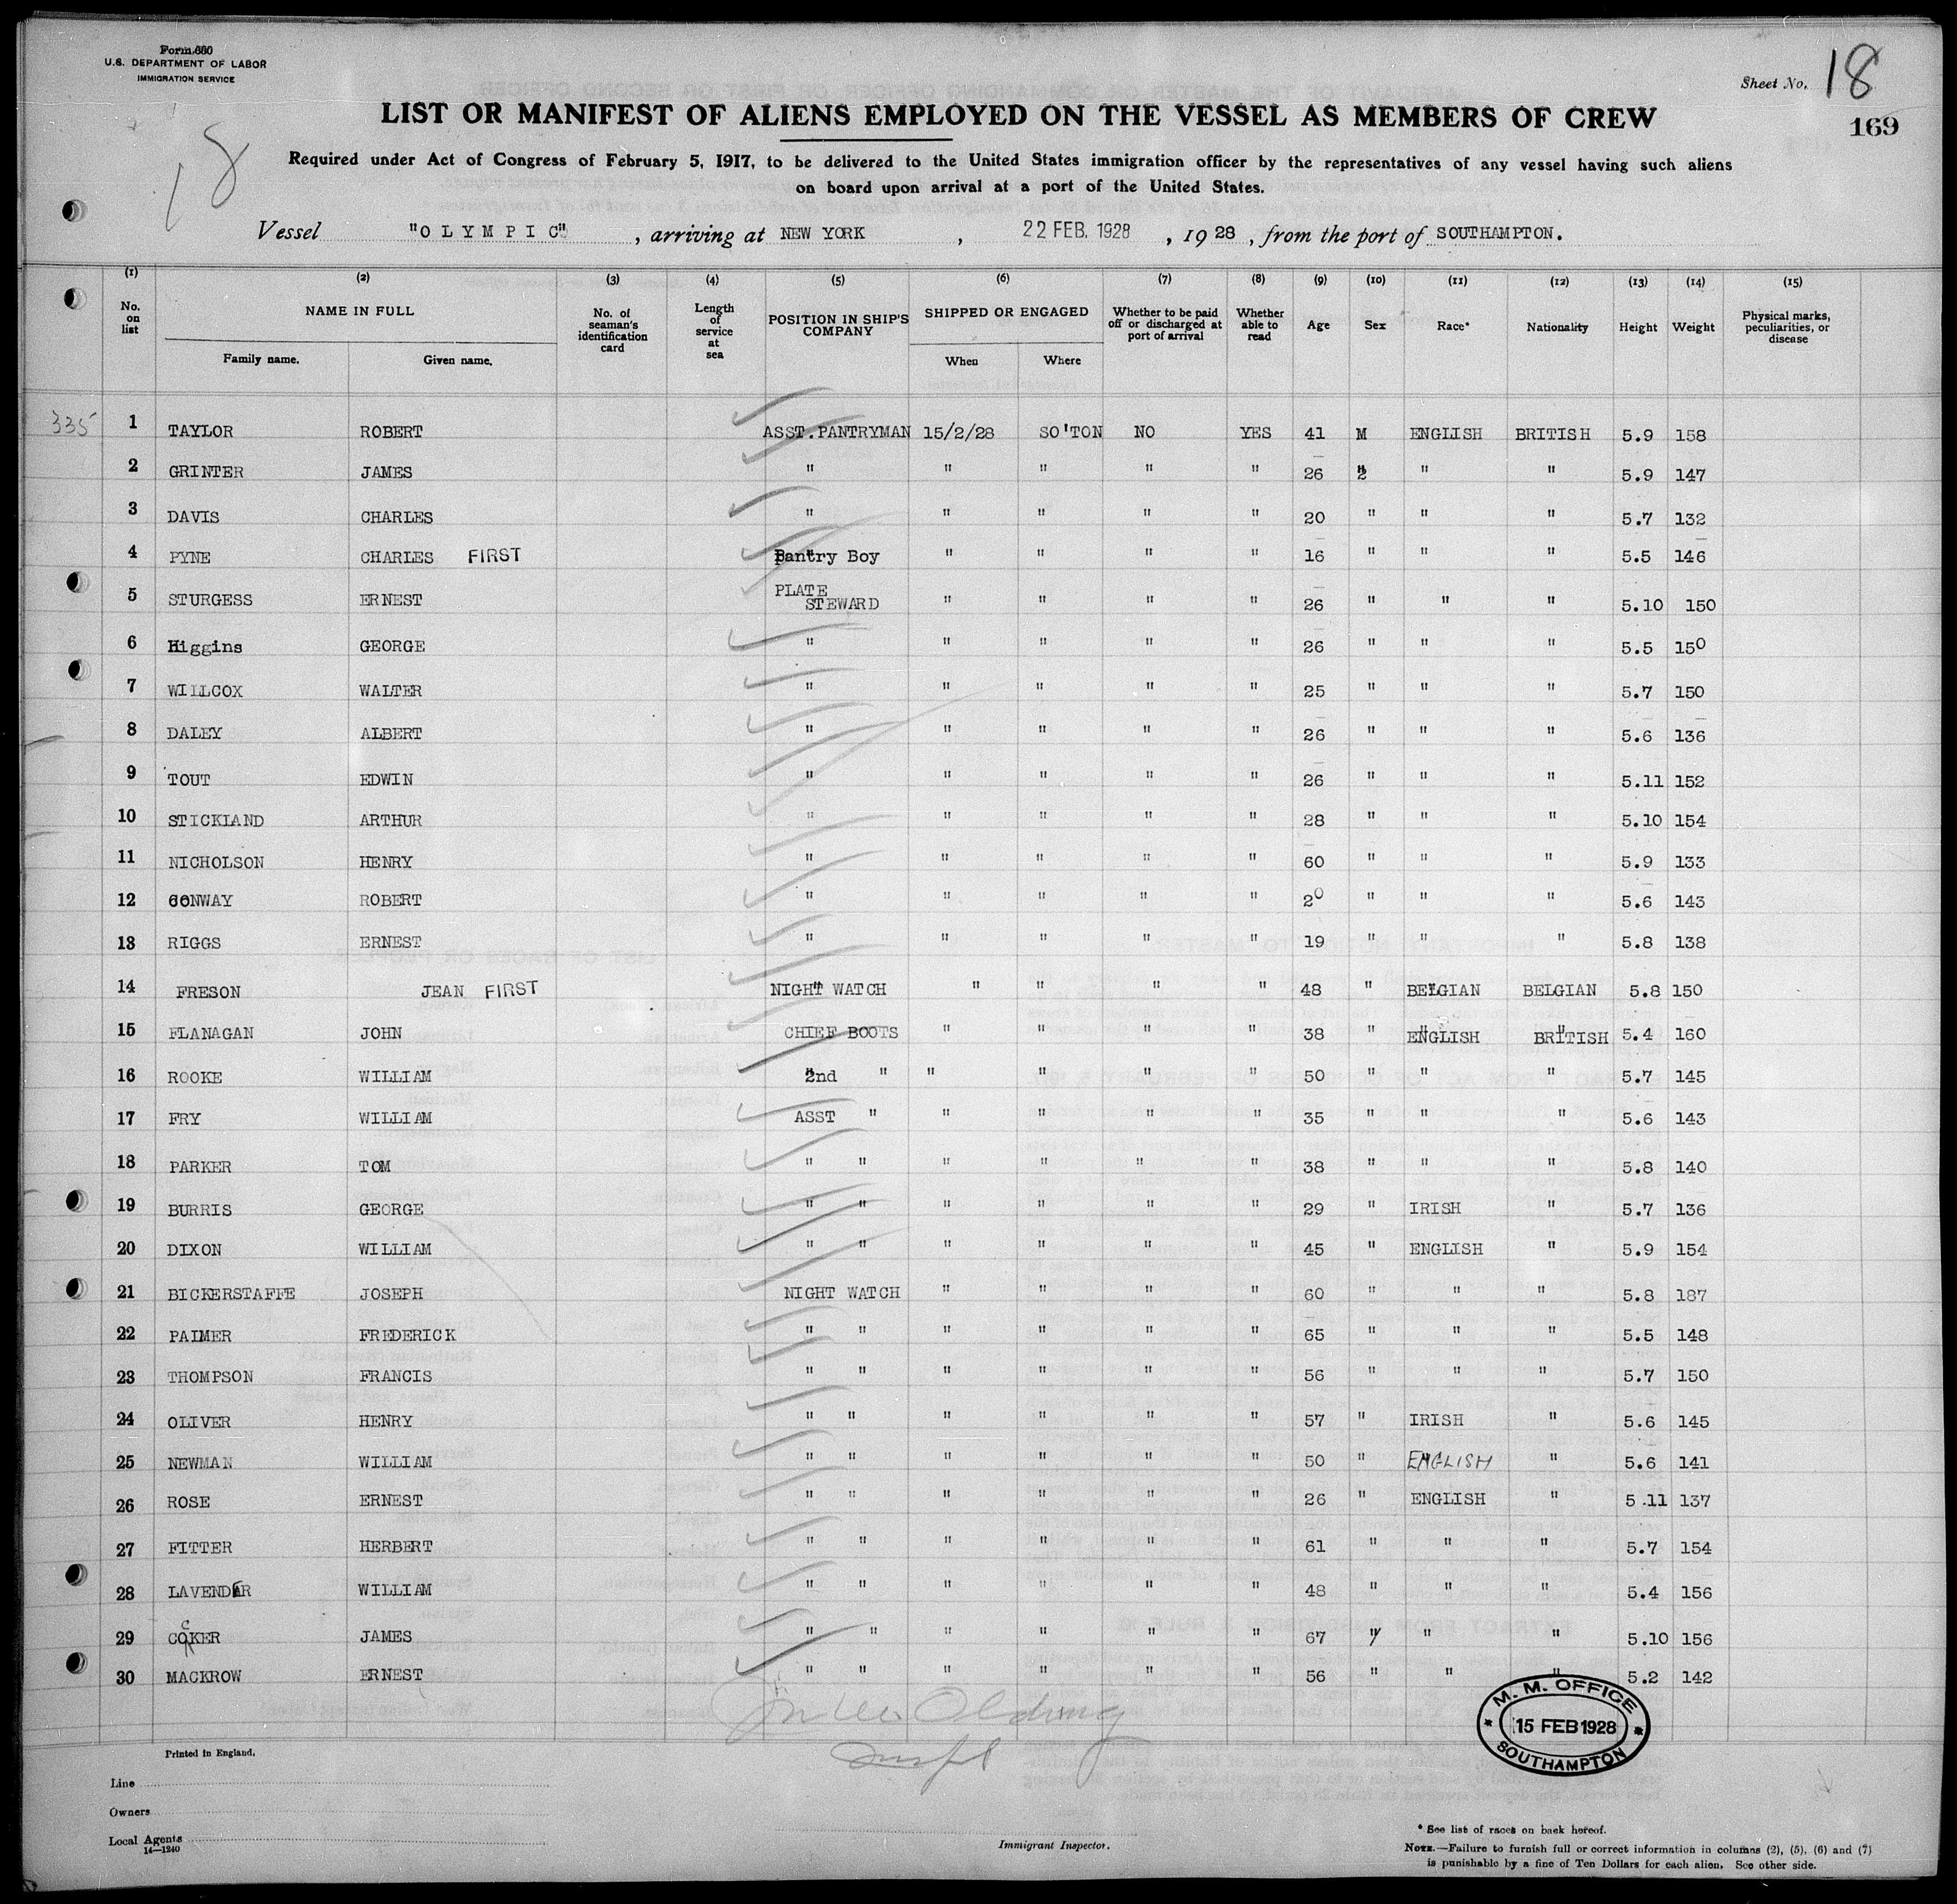 Form 680
U.S. DEPARTMENT OF LABOR
IMMIGRATION SERVICE
Sheet No. 18
169
18
LIST OR MANIFEST OF ALIENS EMPLOYED ON THE VESSEL AS MEMBERS OF CREW
Required under Act of Congress of February 5, 1917, to be delivered to the United States immigration officer by the representatives of any vessel having such aliens
on board upon arrival at a port of the United States.
Vessel "OLYMPIC", arriving at NEW YORK, 22 FEB. 1928, 1928, from the port of SOUTHAMPTON.
(1) (2) (3) (4) (5) (6) (7) (8) (9) (10) (11) (12) (13) (14) (15)
No. on list NAME IN FULL Family name. Given name. No. of seaman's identification card Length of service at sea POSITION IN SHIP'S COMPANY SHIPPED OR ENGAGED When Where Whether to be paid off or discharged at port of arrival Whether able to read Age Sex Race* Nationality Height Weight Physical marks, peculiarities, or disease
335 1 TAYLOR ROBERT ASST.PANTRYMAN 15/2/28 SO'TON NO YES 41 M ENGLISH BRITISH 5.9 158
2 GRINTER JAMES " " " " " 26 " " " 5.9 147
3 DAVIS CHARLES " " " " " 20 " " " 5.7 132
4 PYNE CHARLES FIRST Pantry Boy " " " " 16 " " " 5.5 146
5 STURGESS ERNEST PLATE STEWARD " " " " 26 " " " 5.10 150
6 Higgins GEORGE " " " " " 26 " " " 5.5 150
7 WILLCOX WALTER " " " " " 25 " " " 5.7 150
8 DALEY ALBERT " " " " " 26 " " " 5.6 136
9 TOUT EDWIN " " " " " 26 " " " 5.11 152
10 STICKLAND ARTHUR " " " " " 28 " " " 5.10 154
11 NICHOLSON HENRY " " " " " 60 " " " 5.9 133
12 CONWAY ROBERT " " " " " 20 " " " 5.6 143
13 RIGGS ERNEST " " " " " 19 " " " 5.8 138
14 FRESON JEAN FIRST NIGHT WATCH " " " " 48 " BELGIAN BELGIAN 5.8 150
15 FLANAGAN JOHN CHIEF BOOTS " " " " 38 " ENGLISH BRITISH 5.4 160
16 ROOKE WILLIAM 2nd " " " " " 50 " " " 5.7 145
17 FRY WILLIAM ASST " " " " " 35 " " " 5.6 143
18 PARKER TOM " " " " " " 38 " " " 5.8 140
19 BURRIS GEORGE " " " " " " 29 " IRISH " 5.7 136
20 DIXON WILLIAM " " " " " " 45 " ENGLISH " 5.9 154
21 BICKERSTAFFE JOSEPH NIGHT WATCH " " " " 60 " " " 5.8 187
22 PALMER FREDERICK " " " " " " 65 " " " 5.5 148
23 THOMPSON FRANCIS " " " " " " 56 " " " 5.7 150
24 OLIVER HENRY " " " " " " 57 " IRISH " 5.6 145
25 NEWMAN WILLIAM " " " " " " 50 " ENGLISH " 5.6 141
26 ROSE ERNEST " " " " " " 26 " ENGLISH " 5.11 137
27 FITTER HERBERT " " " " " " 61 " " " 5.7 154
28 LAVENDER WILLIAM " " " " " " 48 " " " 5.4 156
29 COCKER JAMES " " " " " " 67 " " " 5.10 156
30 MACKROW ERNEST " " " " " " 56 " " " 5.2 142
M. M. OFFICE
15 FEB 1928
SOUTHAMPTON
Printed in England.
Line
Owners
Local Agents
14—1240
Immigrant Inspector.
* See list of races on back hereof.
NOTE.—Failure to furnish full or correct information in columns (2), (5), (6) and (7)
is punishable by a fine of Ten Dollars for each alien. See other side.